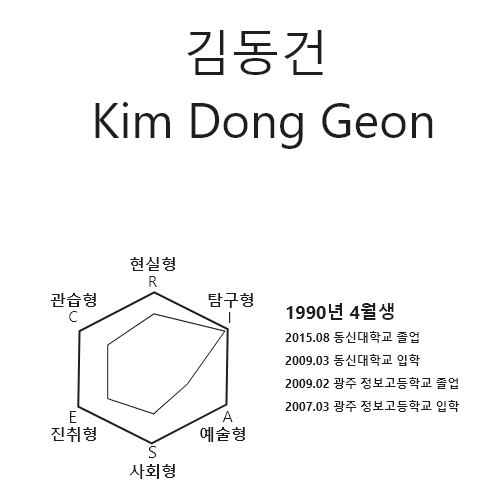 김동건
Kim Dong Geon
현실형
R
관습형
C
탐구형
I
1990년 4월생
2015.08 동신대학교 졸업
2009.03 동신대학교 입학
2009.02 광주 정보고등학교 졸업
2007.03 광주 정보고등학교 입학
E
진취형
A
예술형
S
사회형